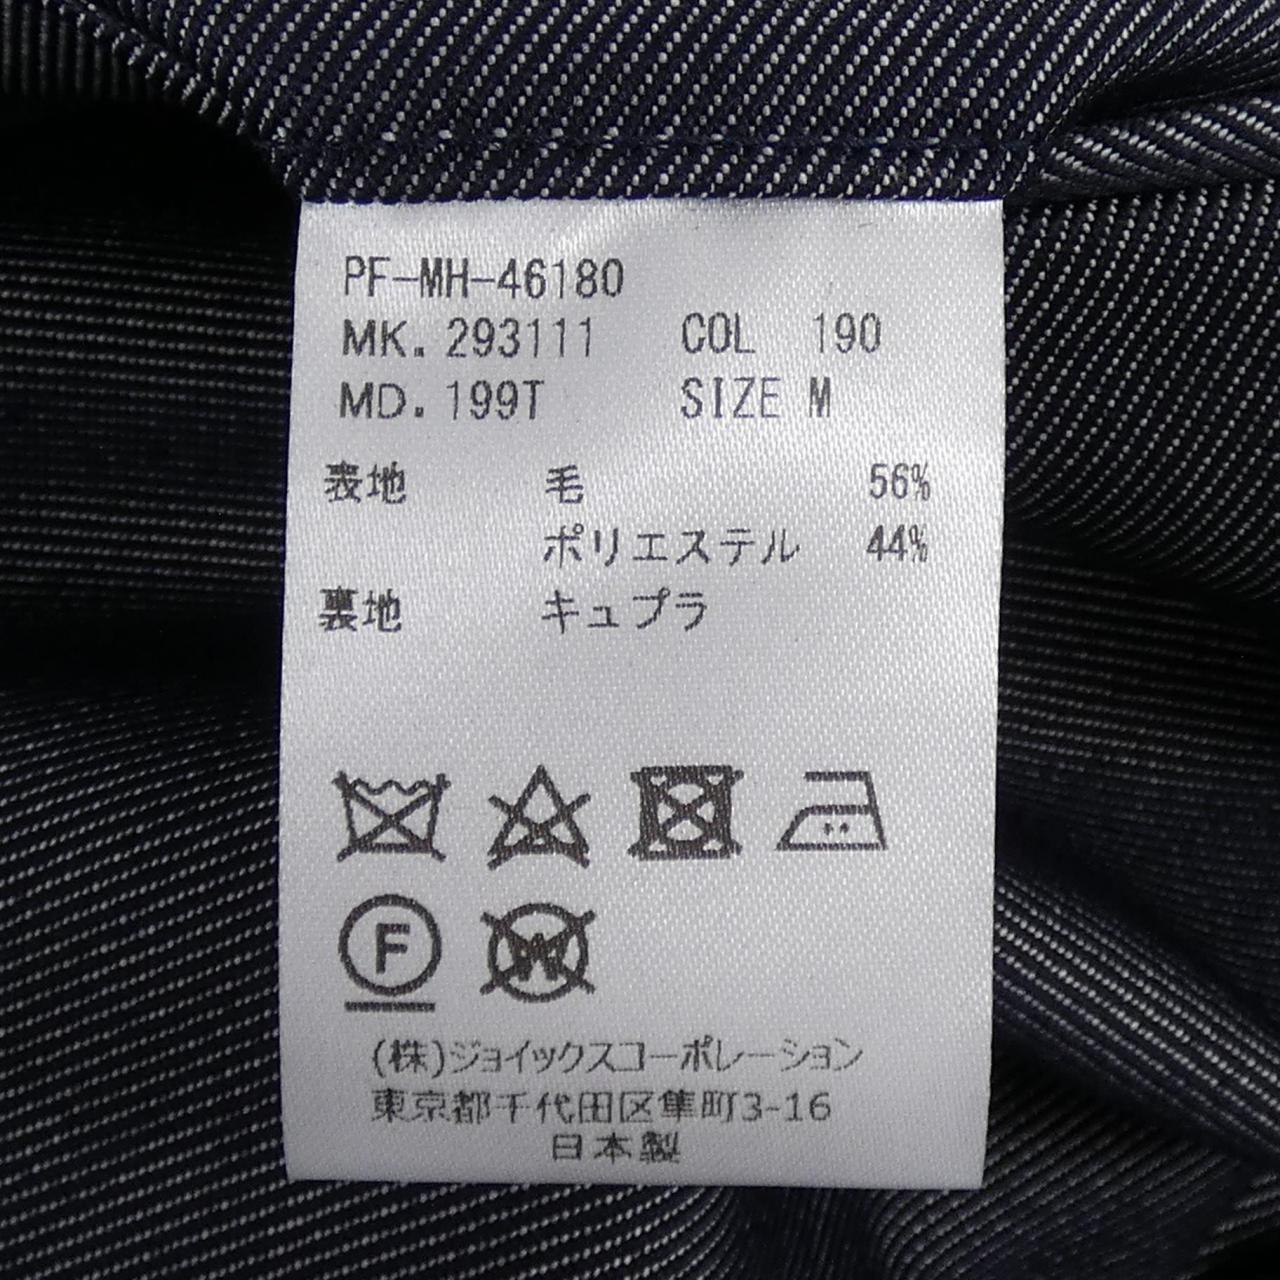 PF-MH-46180
MK. 293111 COL 190
MD. 199T SIZE M
表地 毛 56%
ポリエステル 44%
裏地 キュプラ
F
W
(株)ジョイックスコーポレーション
東京都千代田区隼町3-16
日本製